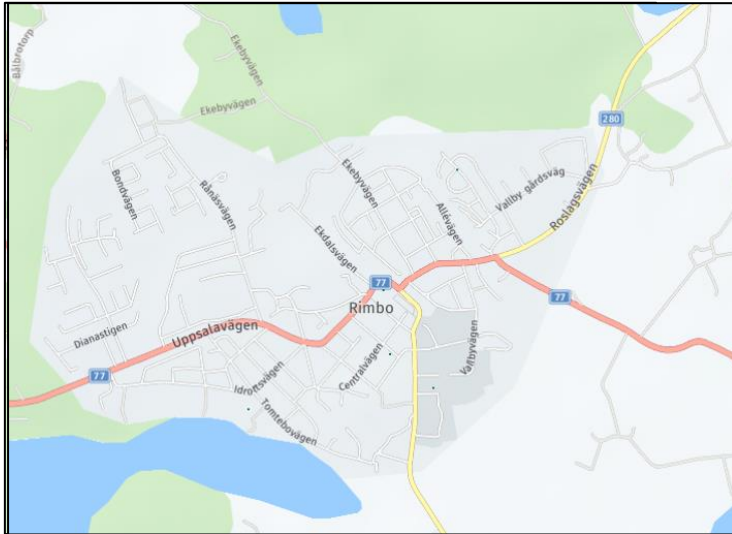 Bålbrotorp
Ekebyvägen
280
Ekebyvägen
Ekebyvägen
Bondvägen
Rånäsvägen
Vallby gårdsväg
Allévägen
Roslagsvägen
Ekdalsvägen
77
77
Rimbo
Uppsalavägen
Dianastigen
Vallbyvägen
Centralvägen
77
Idrottsvägen
Tomtebovägen